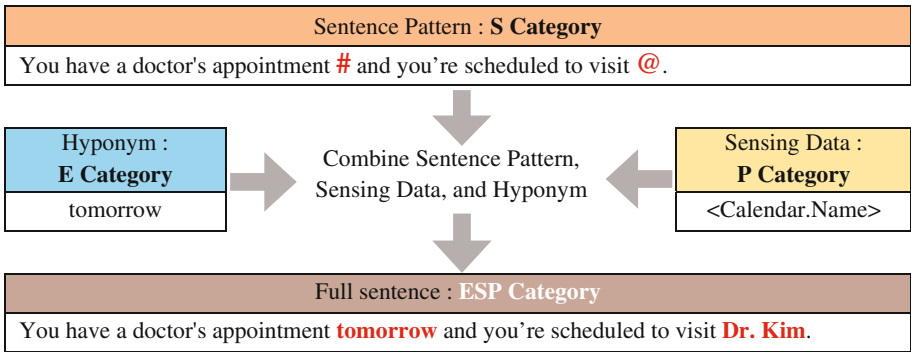 Sentence Pattern : S Category
You have a doctor's appointment # and you’re scheduled to visit @.
Hyponym :
E Category
tomorrow
Combine Sentence Pattern,
Sensing Data, and Hyponym
Sensing Data :
P Category
<Calendar.Name>
Full sentence : ESP Category
You have a doctor's appointment tomorrow and you’re scheduled to visit Dr. Kim.